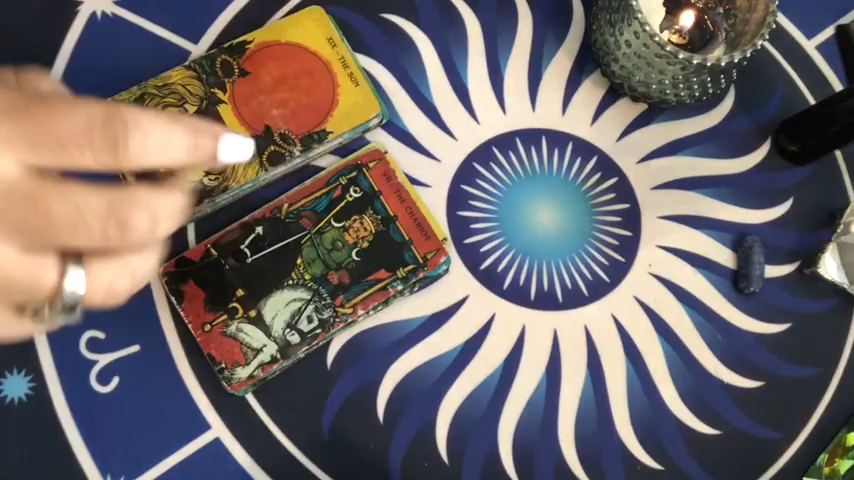 XIX — THE SUN
VII — THE CHARIOT